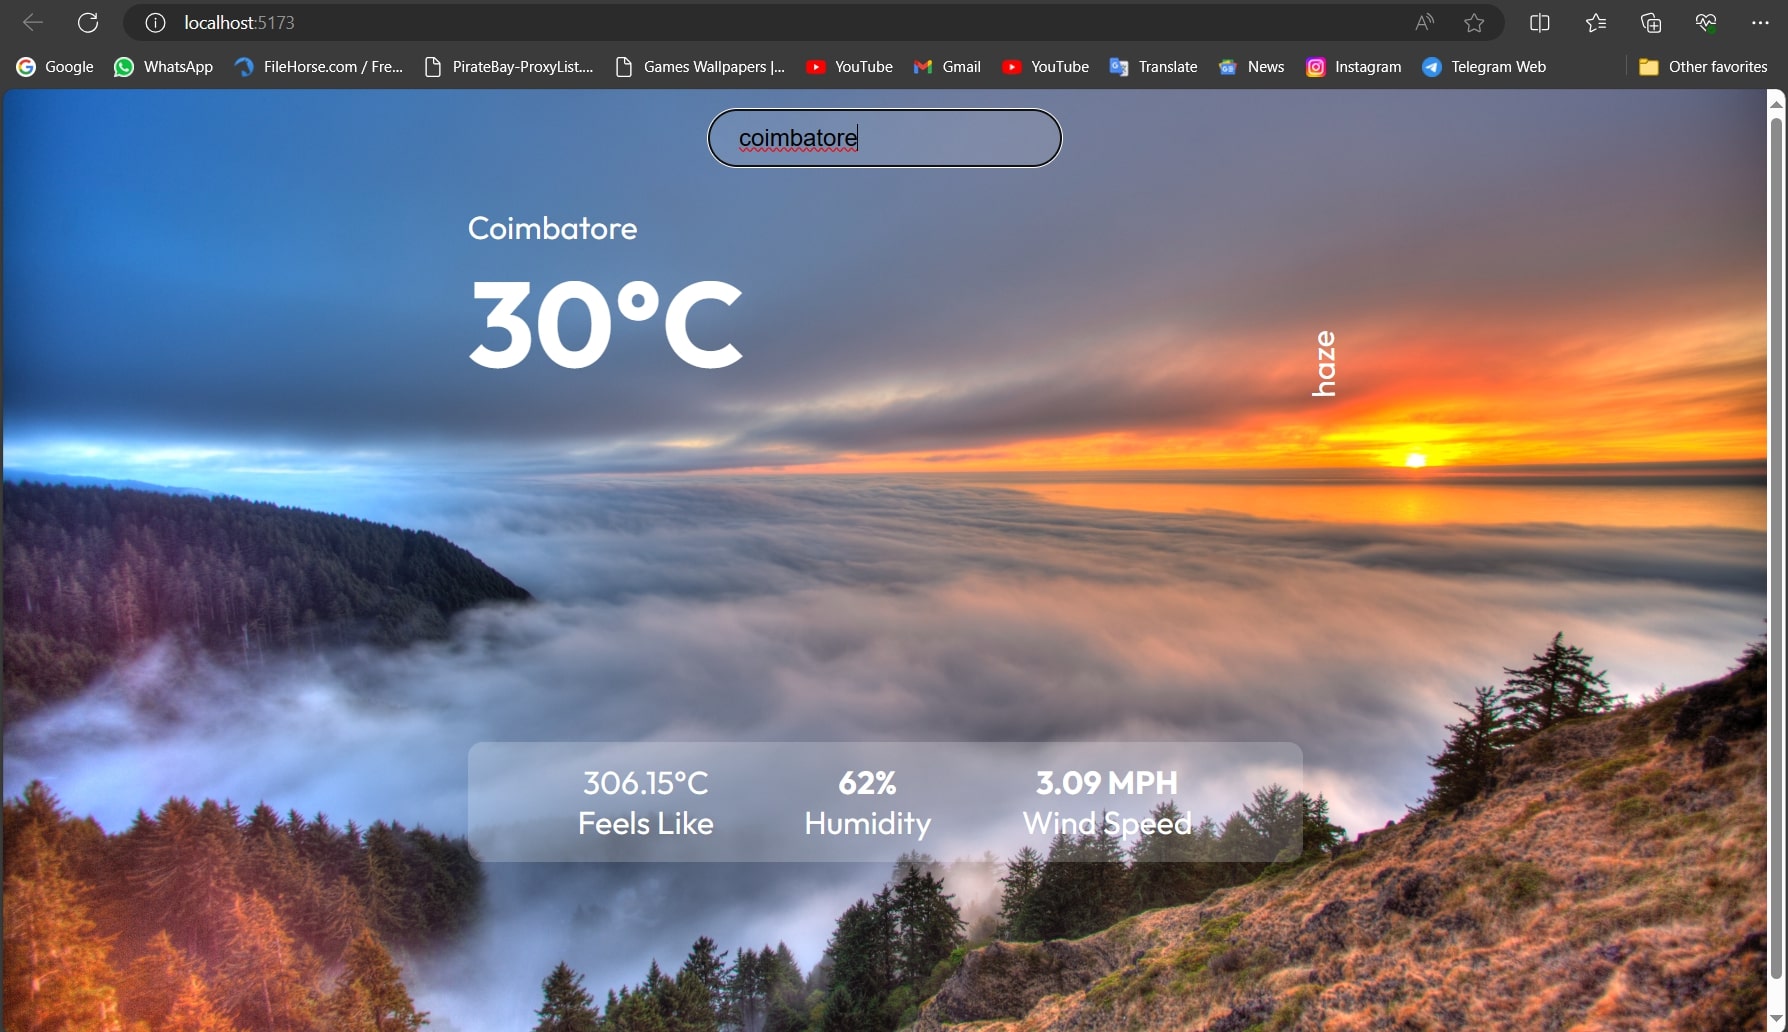 localhost:5173
Google WhatsApp FileHorse.com / Fre... PirateBay-ProxyList.... Games Wallpapers |... YouTube Gmail YouTube Translate News Instagram Telegram Web Other favorites
coimbatore
Coimbatore
30°C
haze
306.15°C 62% 3.09 MPH
Feels Like Humidity Wind Speed